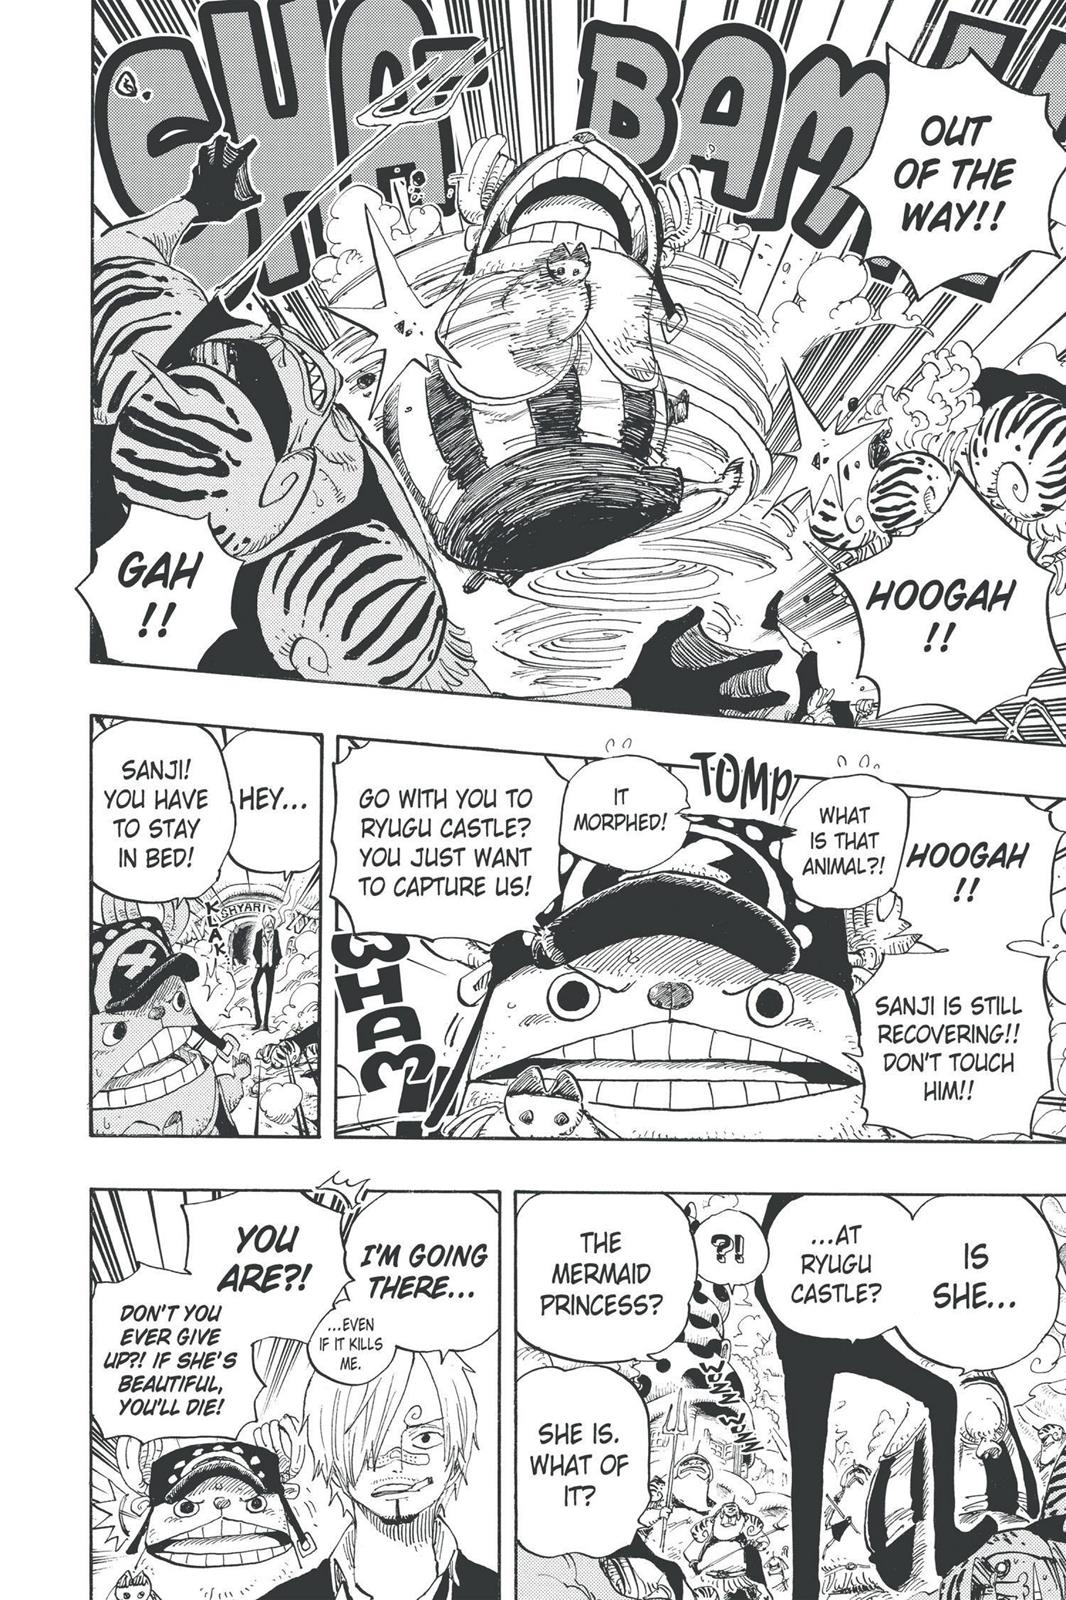 OUT
OF THE
WAY!!
BAM
HOOGAH
!!
GAH
!!
HOOGAH
!!
WHAT
IS THAT
ANIMAL?!
TOMP
IT
MORPHED!
GO WITH YOU TO
RYUGU CASTLE?
YOU JUST WANT
TO CAPTURE US!
SANJI IS STILL
RECOVERING!!
DON'T TOUCH
HIM!!
WHAM!
HEY...
SANJI!
YOU HAVE
TO STAY
IN BED!
KLAK
IS
SHE...
...AT
RYUGU
CASTLE?
?!
THE
MERMAID
PRINCESS?
SHE IS.
WHAT OF
IT?
I'M GOING
THERE...
...EVEN
IF IT KILLS
ME.
YOU
ARE?!
DON'T YOU
EVER GIVE
UP?! IF SHE'S
BEAUTIFUL,
YOU'LL DIE!